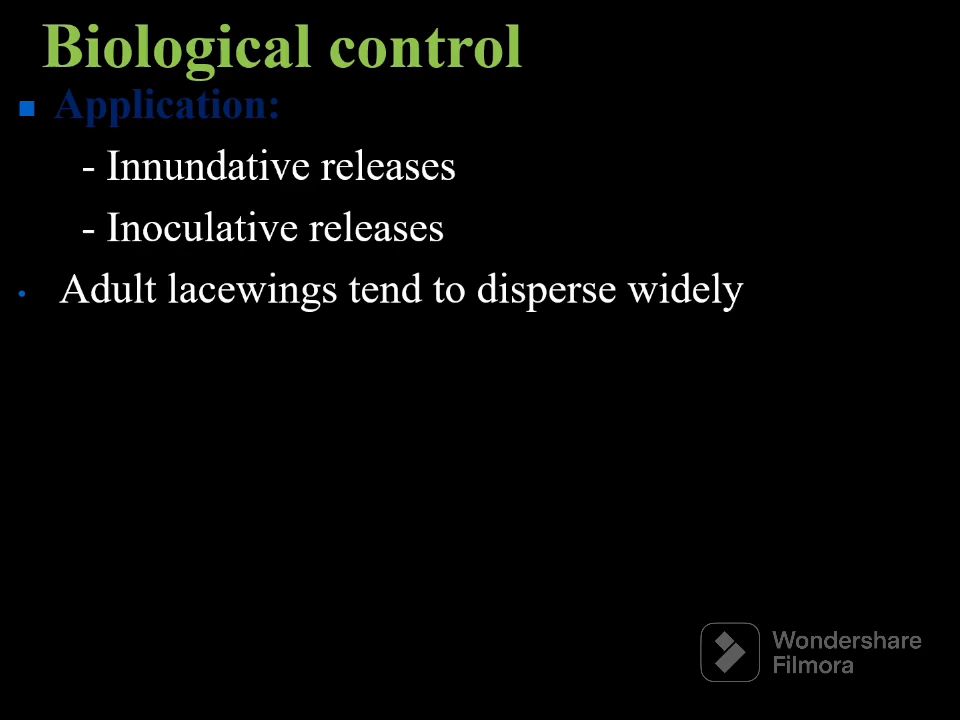 Biological control
Application:
- Innundative releases
- Inoculative releases
• Adult lacewings tend to disperse widely
Wondershare
Filmora